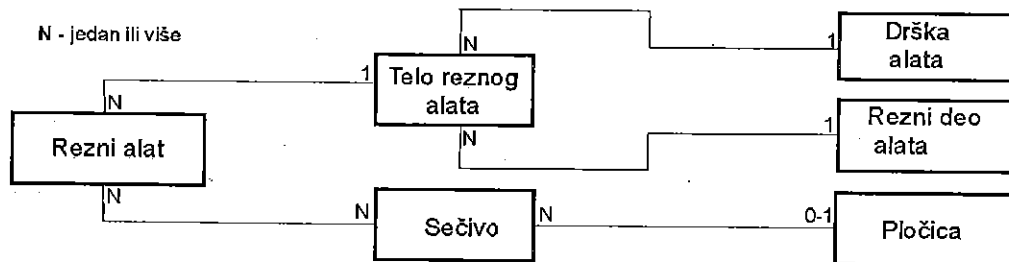 N - jedan ili više
Rezni alat
N
N
1
N
Telo reznog
alata
N
N
Sečivo
N
N
1
Drška
alata
1
Rezni deo
alata
0-1
Pločica